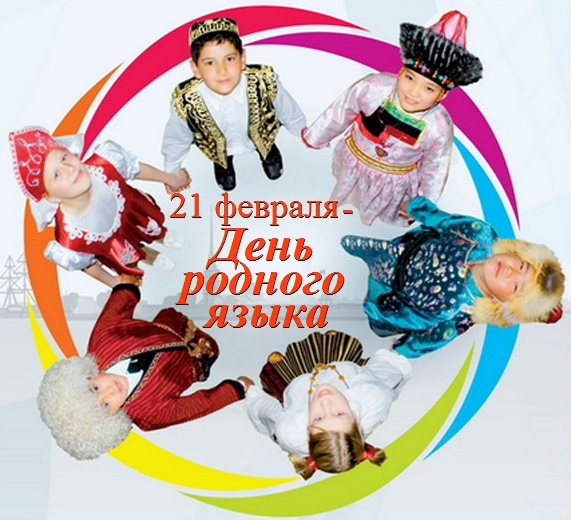 21 февраля-
День
родного
языка